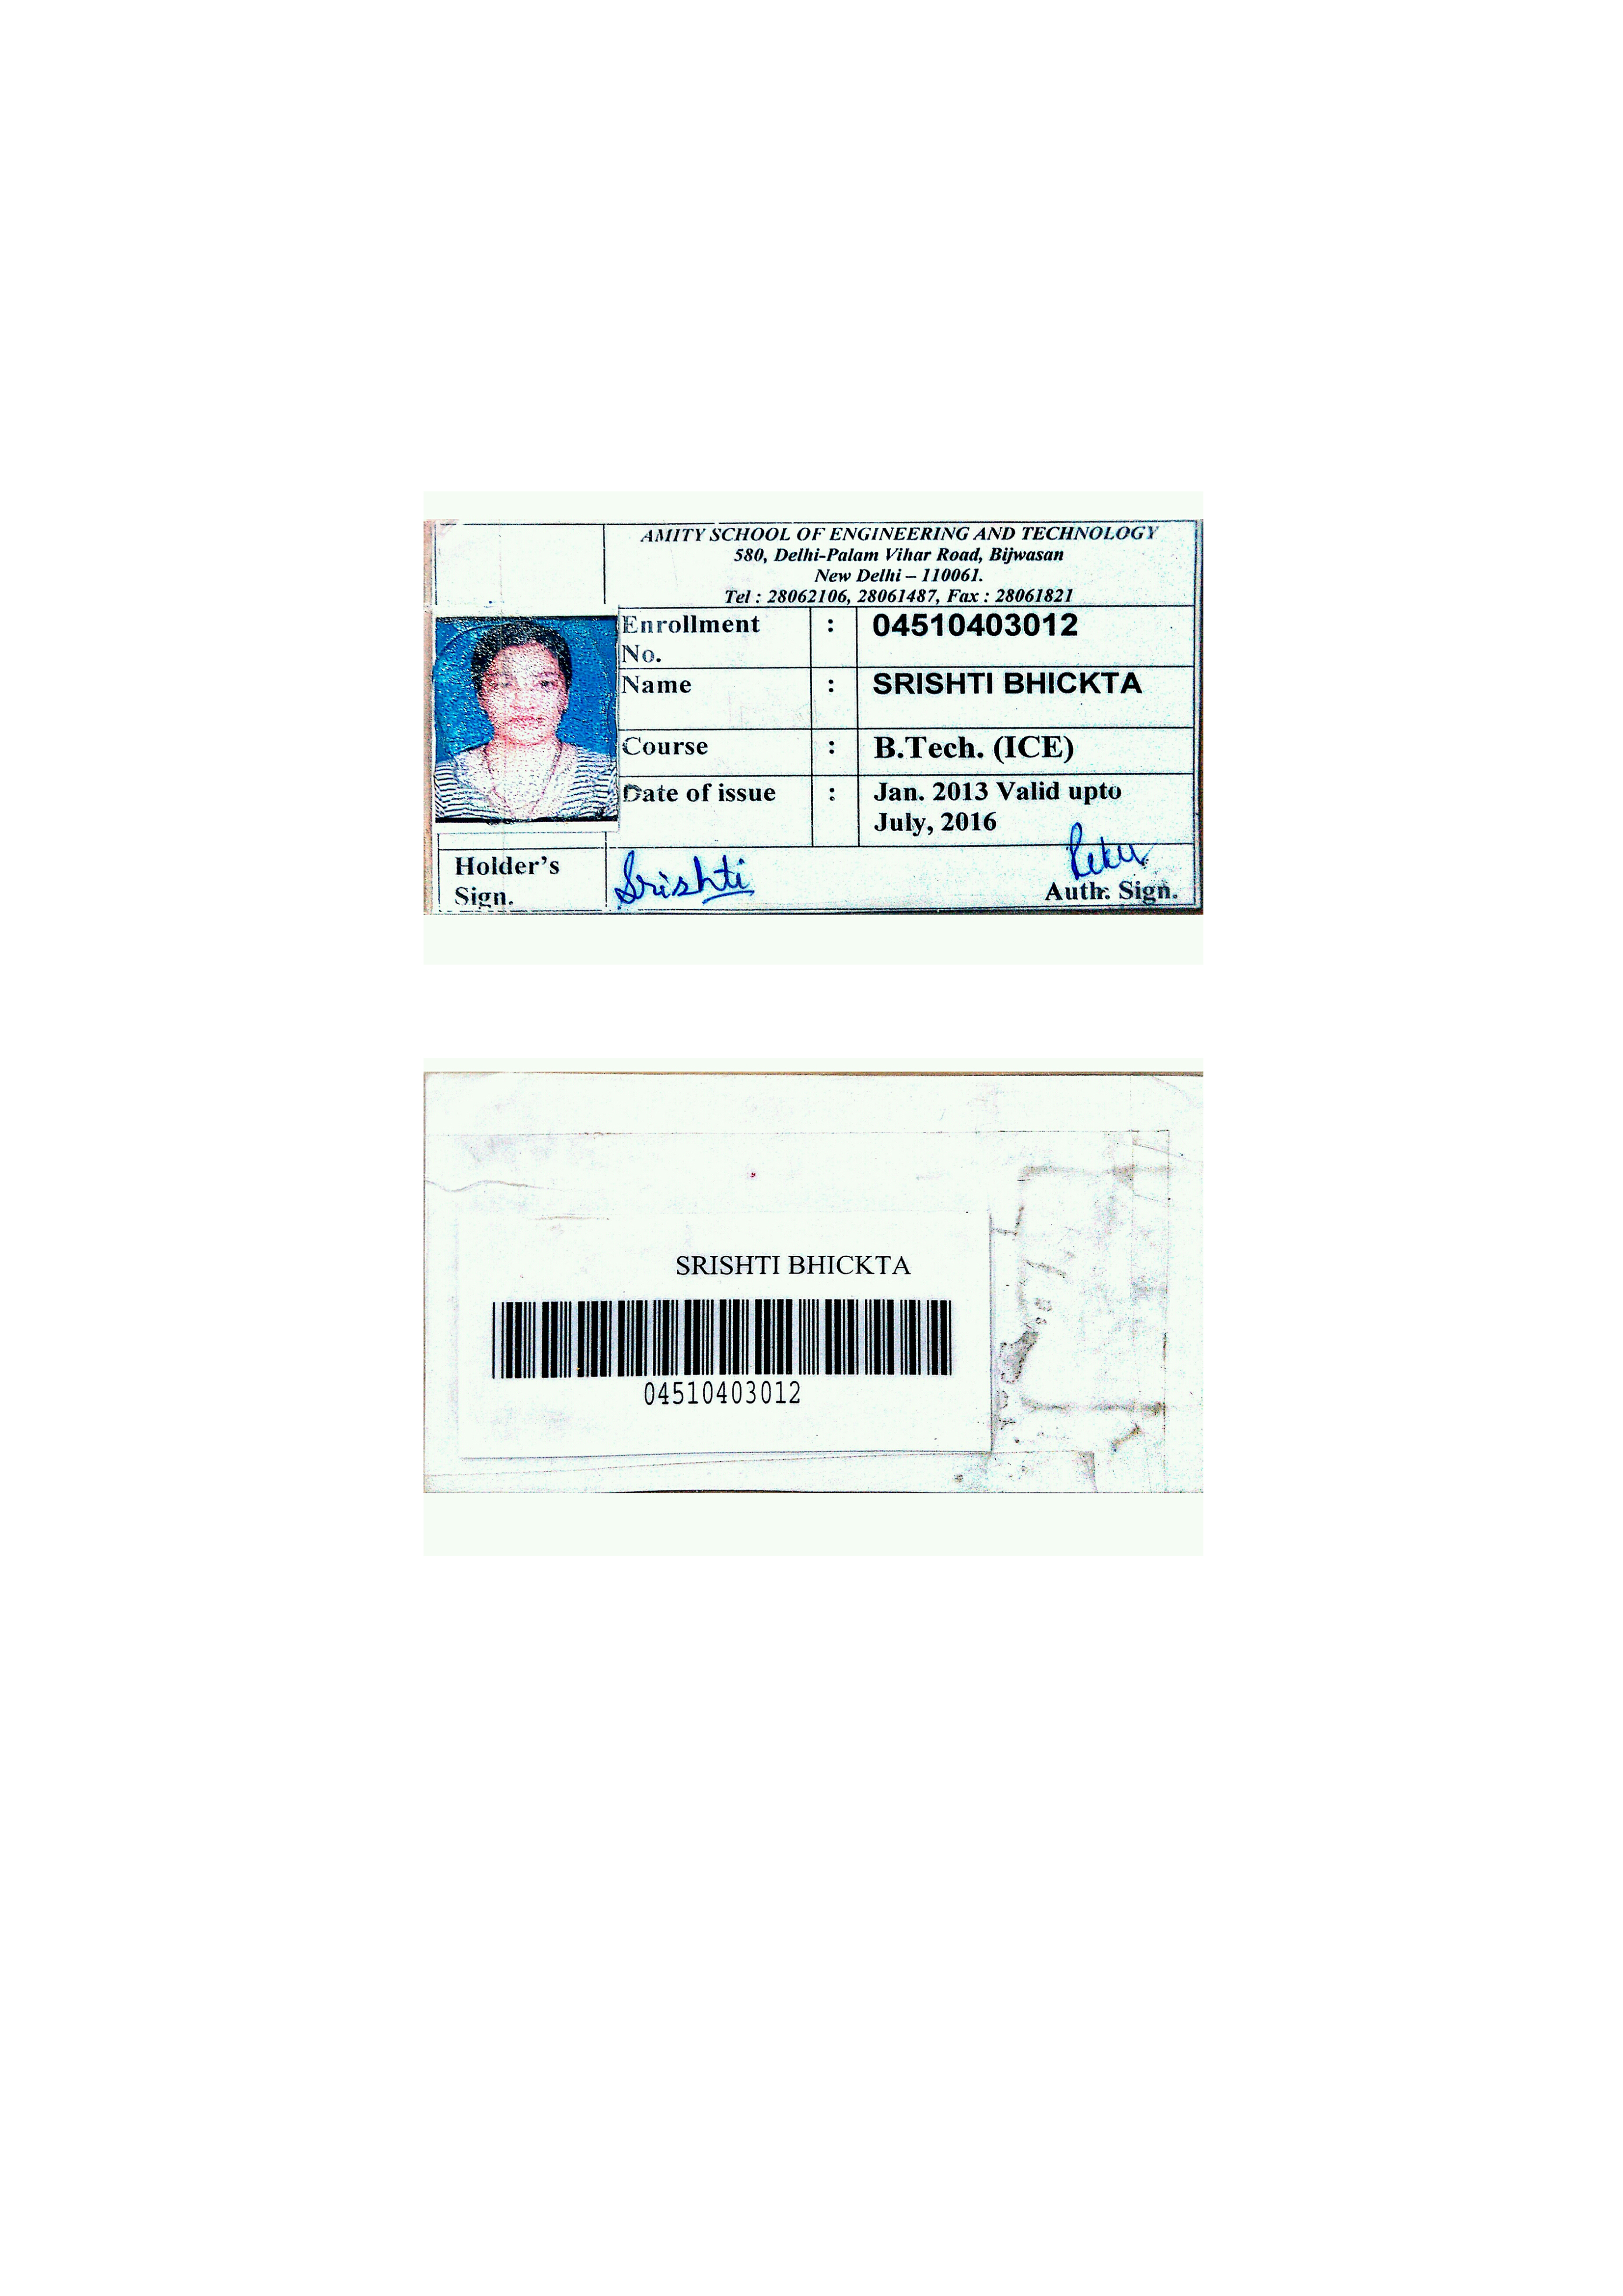 AMITY SCHOOL OF ENGINEERING AND TECHNOLOGY
580, Delhi-Palam Vihar Road, Bijwasan
New Delhi – 110061.
Tel : 28062106, 28061487, Fax : 28061821
Enrollment No. : 04510403012
Name : SRISHTI BHICKTA
Course : B.Tech. (ICE)
Date of issue : Jan. 2013 Valid upto
July, 2016
Holder's Sign. Srishti
Auth. Sign.
SRISHTI BHICKTA
04510403012